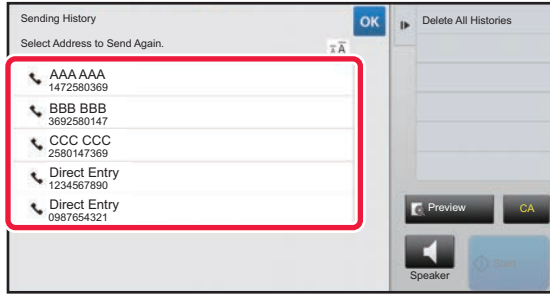 Sending History
OK
Delete All Histories
Select Address to Send Again.
AAA AAA
1472580369
BBB BBB
3692580147
CCC CCC
2580147369
Direct Entry
1234567890
Direct Entry
0987654321
Preview
CA
Speaker
Start